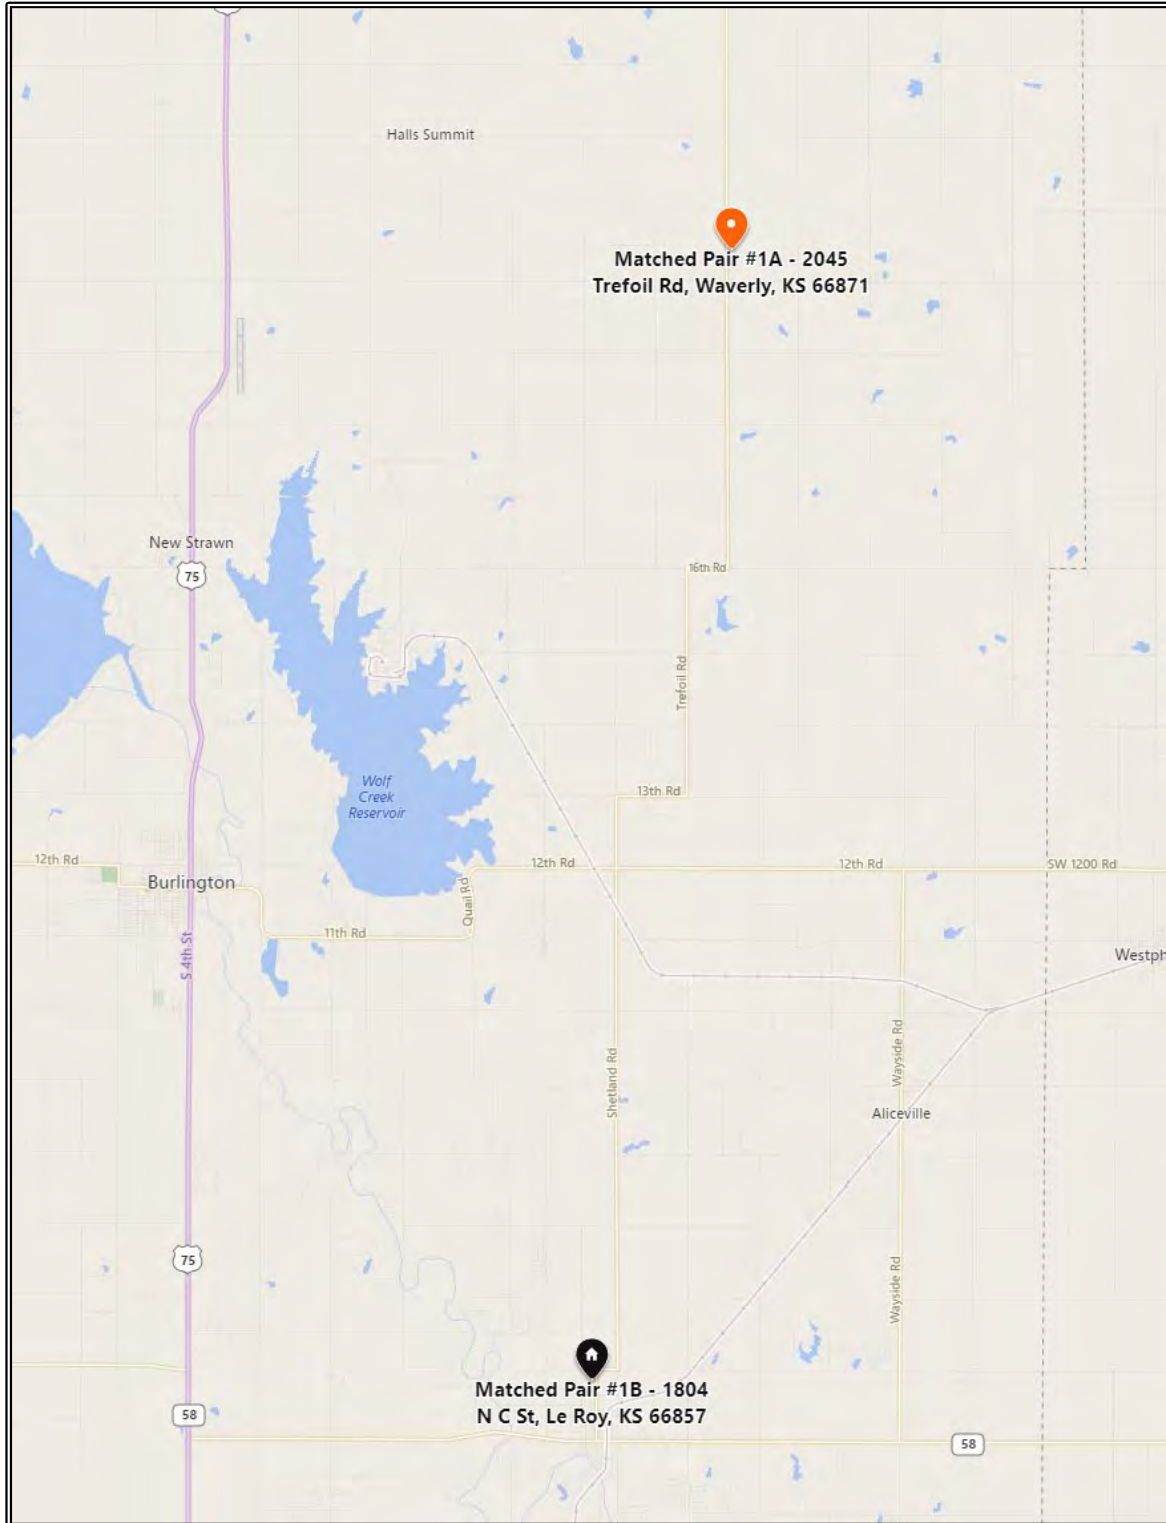 Halls Summit
Matched Pair #1A - 2045
Trefoil Rd, Waverly, KS 66871
New Strawn
75
16th Rd
Trefoil Rd
Wolf
Creek
Reservoir
13th Rd
12th Rd
12th Rd
12th Rd
SW 1200 Rd
Burlington
Quail Rd
11th Rd
S 4th St
Westph
Shetland Rd
Wayside Rd
Aliceville
75
Wayside Rd
Matched Pair #1B - 1804
N C St, Le Roy, KS 66857
58
58